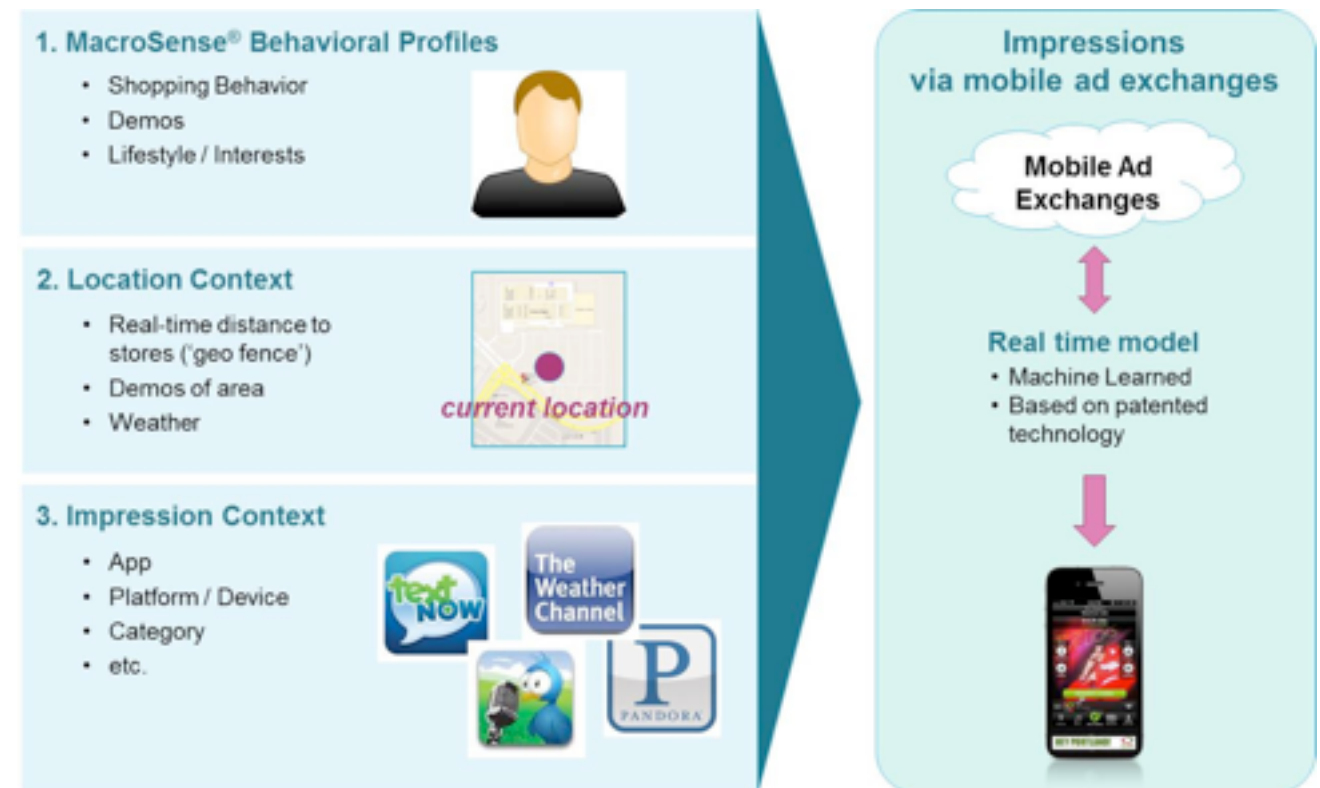 1. MacroSense® Behavioral Profiles
• Shopping Behavior
• Demos
• Lifestyle / Interests
2. Location Context
• Real-time distance to
stores ('geo fence')
• Demos of area
• Weather
current location
3. Impression Context
• App
• Platform / Device
• Category
• etc.
text
NOW
The
Weather
Channel
P
PANDORA
Impressions
via mobile ad exchanges
Mobile Ad
Exchanges
Real time model
• Machine Learned
• Based on patented
technology